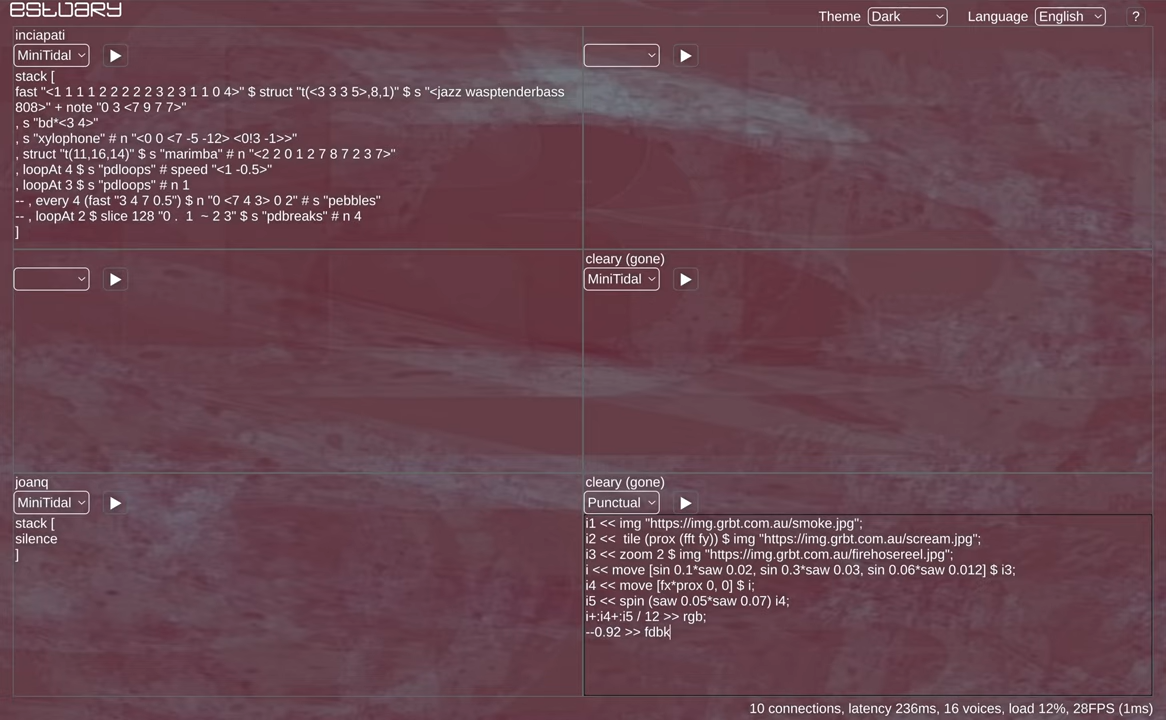 estuary
Theme Dark Language English ?
inciapati
MiniTidal
stack [
fast "<1 1 1 1 2 2 2 2 2 3 2 3 1 1 0 4>" $ struct "t(<3 3 3 5>,8,1)" $ s "<jazz wasptenderbass
808>" + note "0 3 <7 9 7 7>"
, s "bd*<3 4>"
, s "xylophone" # n "<0 0 <7 -5 -12> <0!3 -1>>"
, struct "t(11,16,14)" $ s "marimba" # n "<2 2 0 1 2 7 8 7 2 3 7>"
, loopAt 4 $ s "pdloops" # speed "<1 -0.5>"
, loopAt 3 $ s "pdloops" # n 1
-- , every 4 (fast "3 4 7 0.5") $ n "0 <7 4 3> 0 2" # s "pebbles"
-- , loopAt 2 $ slice 128 "0 .  1  ~ 2 3" $ s "pdbreaks" # n 4
]
cleary (gone)
MiniTidal
joanq
MiniTidal
stack [
silence
]
cleary (gone)
Punctual
i1 << img "https://img.grbt.com.au/smoke.jpg";
i2 <<  tile (prox (fft fy)) $ img "https://img.grbt.com.au/scream.jpg";
i3 << zoom 2 $ img "https://img.grbt.com.au/firehosereel.jpg";
i << move [sin 0.1*saw 0.02, sin 0.3*saw 0.03, sin 0.06*saw 0.012] $ i3;
i4 << move [fx*prox 0, 0] $ i;
i5 << spin (saw 0.05*saw 0.07) i4;
i+:i4+:i5 / 12 >> rgb;
--0.92 >> fdbk
10 connections, latency 236ms, 16 voices, load 12%, 28FPS (1ms)